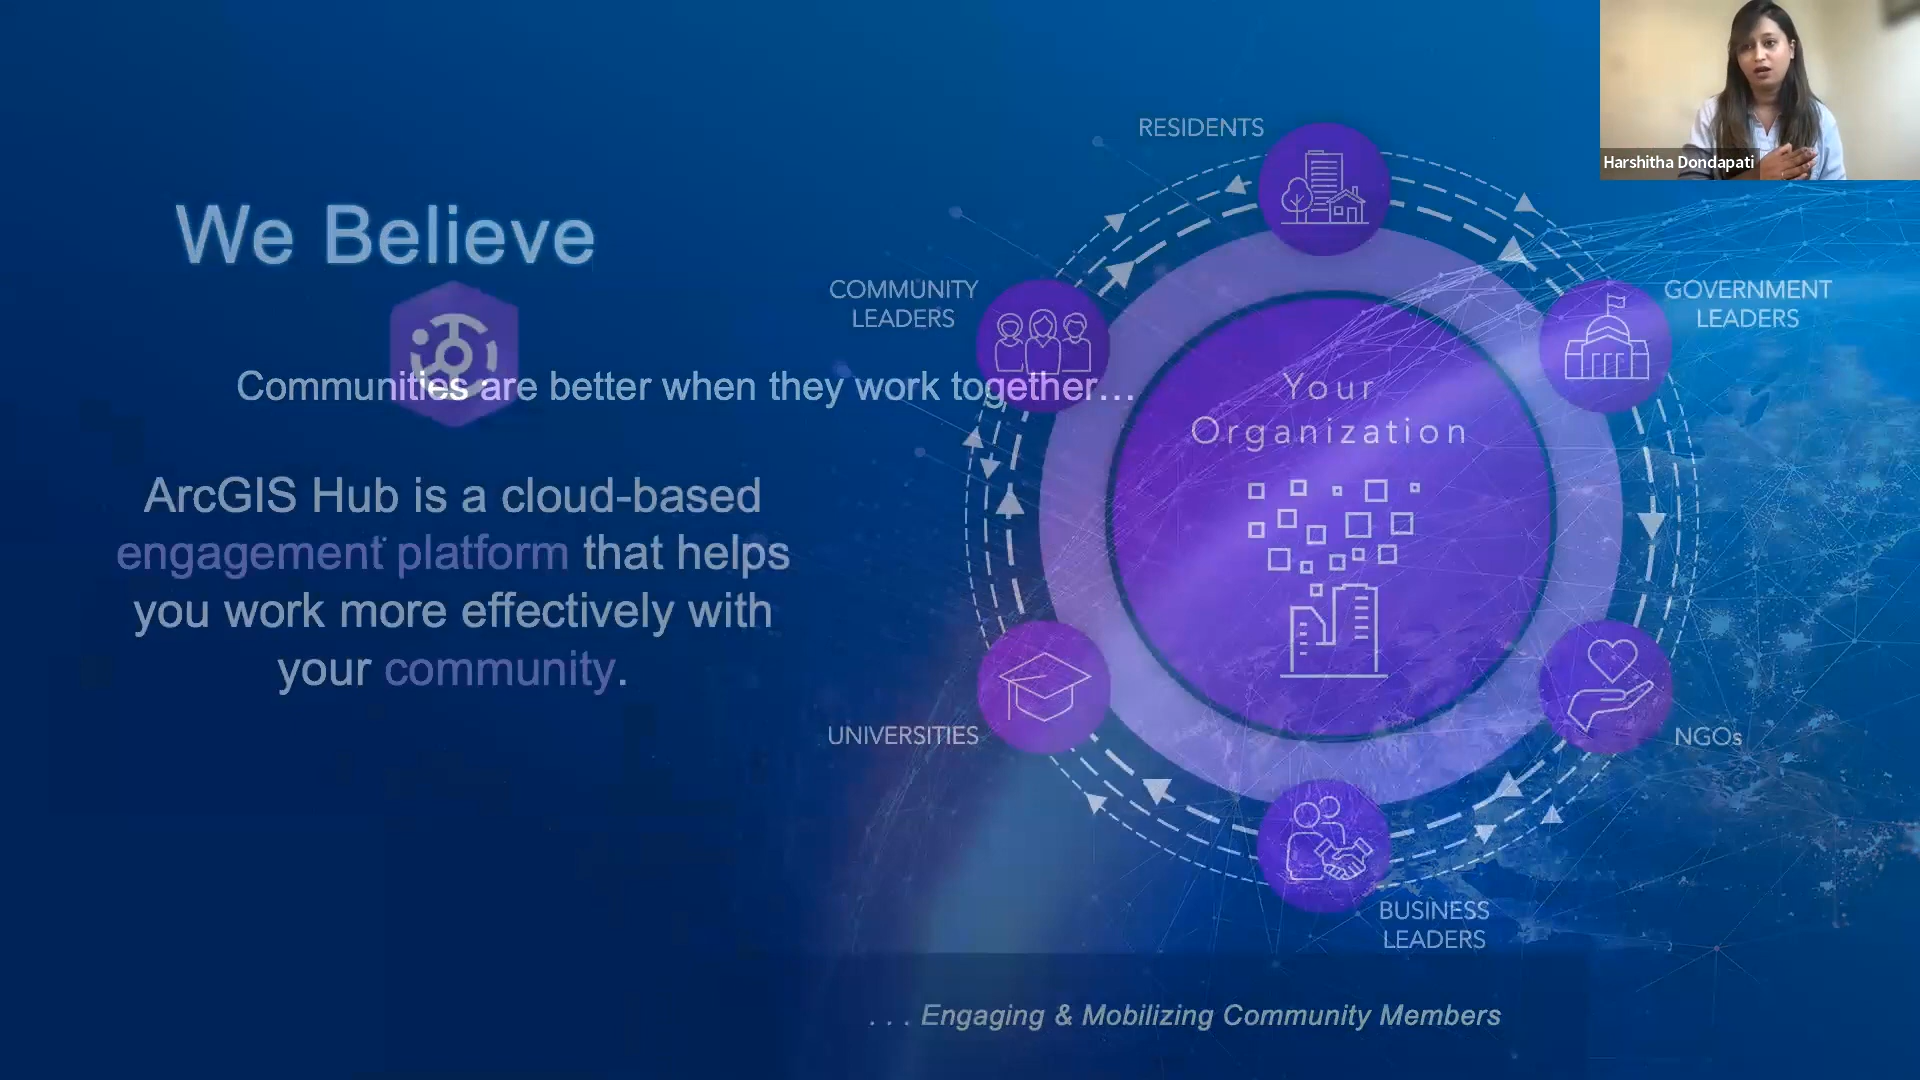 Harshitha Dondapati
We Believe
Communities are better when they work together...
ArcGIS Hub is a cloud-based
engagement platform that helps
you work more effectively with
your community.
RESIDENTS
COMMUNITY
LEADERS
GOVERNMENT
LEADERS
Your
Organization
UNIVERSITIES
NGOs
BUSINESS
LEADERS
. . . Engaging & Mobilizing Community Members